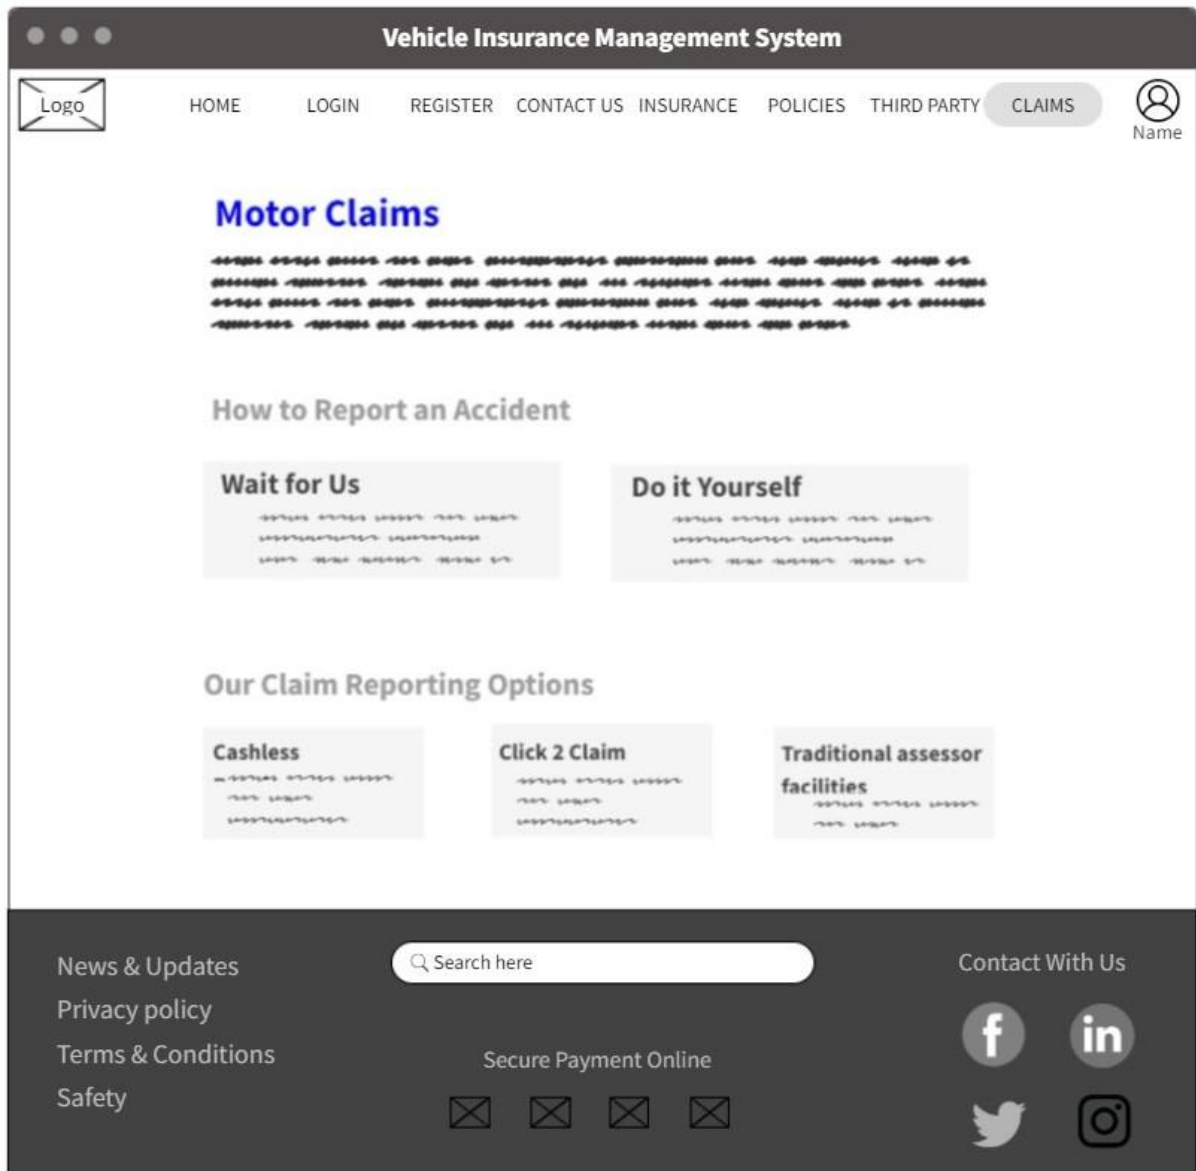 Vehicle Insurance Management System
Logo
HOME LOGIN REGISTER CONTACT US INSURANCE POLICIES THIRD PARTY CLAIMS
Name
Motor Claims
How to Report an Accident
Wait for Us
Do it Yourself
Our Claim Reporting Options
Cashless
Click 2 Claim
Traditional assessor
facilities
News & Updates
Privacy policy
Terms & Conditions
Safety
Search here
Secure Payment Online
Contact With Us
f
in